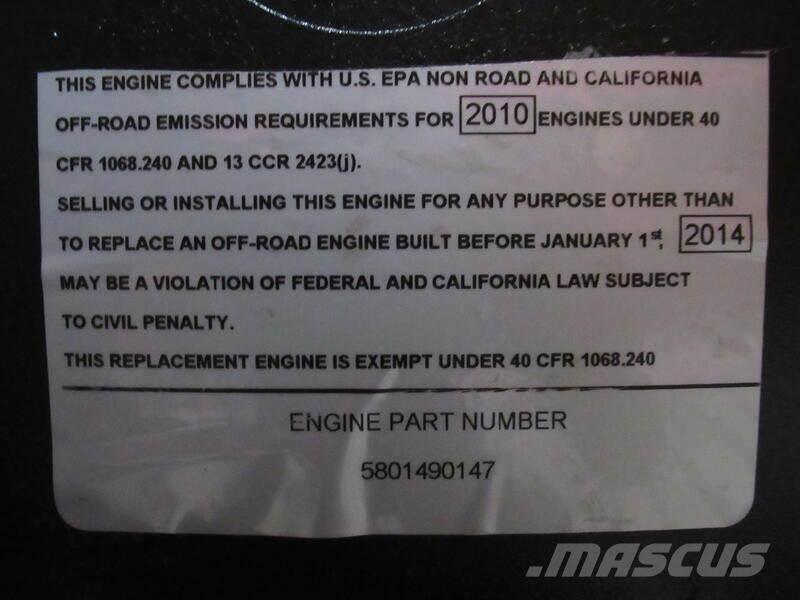 THIS ENGINE COMPLIES WITH U.S. EPA NON ROAD AND CALIFORNIA
OFF-ROAD EMISSION REQUIREMENTS FOR 2010 ENGINES UNDER 40
CFR 1068.240 AND 13 CCR 2423(j).
SELLING OR INSTALLING THIS ENGINE FOR ANY PURPOSE OTHER THAN
TO REPLACE AN OFF-ROAD ENGINE BUILT BEFORE JANUARY 1st, 2014
MAY BE A VIOLATION OF FEDERAL AND CALIFORNIA LAW SUBJECT
TO CIVIL PENALTY.
THIS REPLACEMENT ENGINE IS EXEMPT UNDER 40 CFR 1068.240
ENGINE PART NUMBER
5801490147
.MASCUS